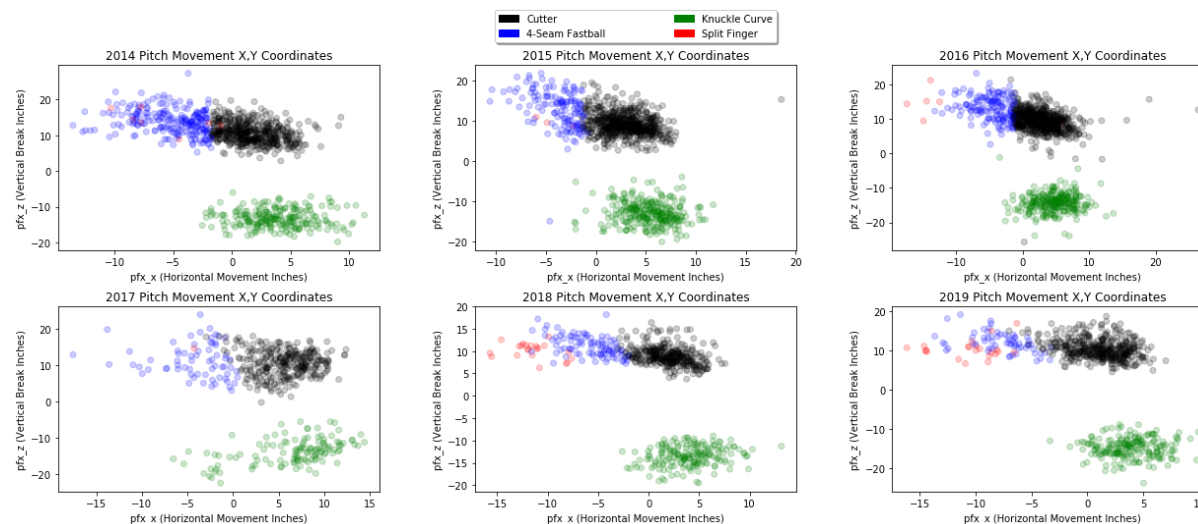 Cutter Knuckle Curve
4-Seam Fastball Split Finger
2014 Pitch Movement X,Y Coordinates
pfx_z (Vertical Break Inches)
20
10
0
−10
−20
−10 −5 0 5 10
pfx_x (Horizontal Movement Inches)
2015 Pitch Movement X,Y Coordinates
pfx_z (Vertical Break Inches)
20
15
10
5
0
−5
−10
−15
−20
−10 −5 0 5 10 15 20
pfx_x (Horizontal Movement Inches)
2016 Pitch Movement X,Y Coordinates
pfx_z (Vertical Break Inches)
20
10
0
−10
−20
−10 0 10 20
pfx_x (Horizontal Movement Inches)
2017 Pitch Movement X,Y Coordinates
pfx_z (Vertical Break Inches)
20
10
0
−10
−20
−15 −10 −5 0 5 10 15
pfx_x (Horizontal Movement Inches)
2018 Pitch Movement X,Y Coordinates
pfx_z (Vertical Break Inches)
25
20
15
10
5
0
−5
−10
−15
−20
−15 −10 −5 0 5 10
pfx_x (Horizontal Movement Inches)
2019 Pitch Movement X,Y Coordinates
pfx_z (Vertical Break Inches)
20
10
0
−10
−20
−15 −10 −5 0 5
pfx_x (Horizontal Movement Inches)